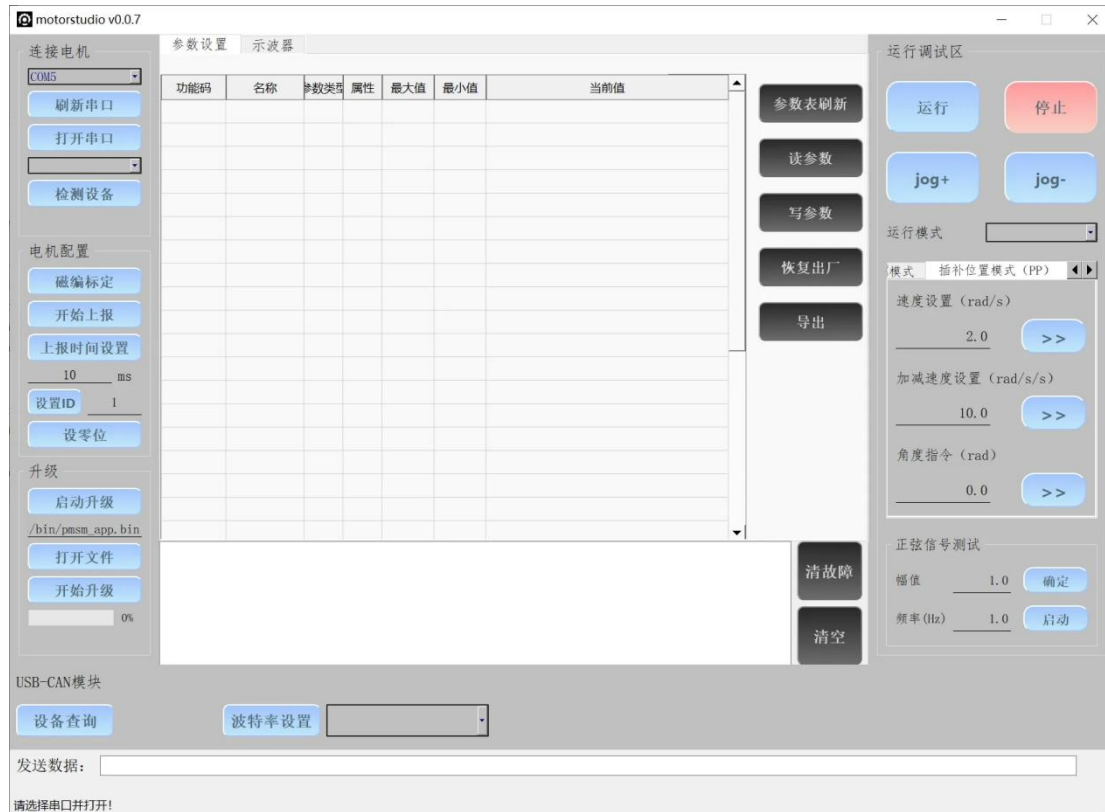 motorstudio v0.0.7
连接电机
COM5
刷新串口
打开串口
检测设备
电机配置
磁编标定
开始上报
上报时间设置
10 ms
设置ID 1
设零位
升级
启动升级
/bin/pmsm_app.bin
打开文件
开始升级
0%
参数设置 示波器
功能码 名称 参数类型 属性 最大值 最小值 当前值
参数表刷新
读参数
写参数
恢复出厂
导出
清故障
清空
运行调试区
运行 停止
jog+ jog-
运行模式
模式 插补位置模式（PP）
速度设置（rad/s）
2.0 >>
加减速度设置（rad/s/s）
10.0 >>
角度指令（rad）
0.0 >>
正弦信号测试
幅值 1.0 确定
频率(Hz) 1.0 启动
USB-CAN模块
设备查询 波特率设置
发送数据：
请选择串口并打开!